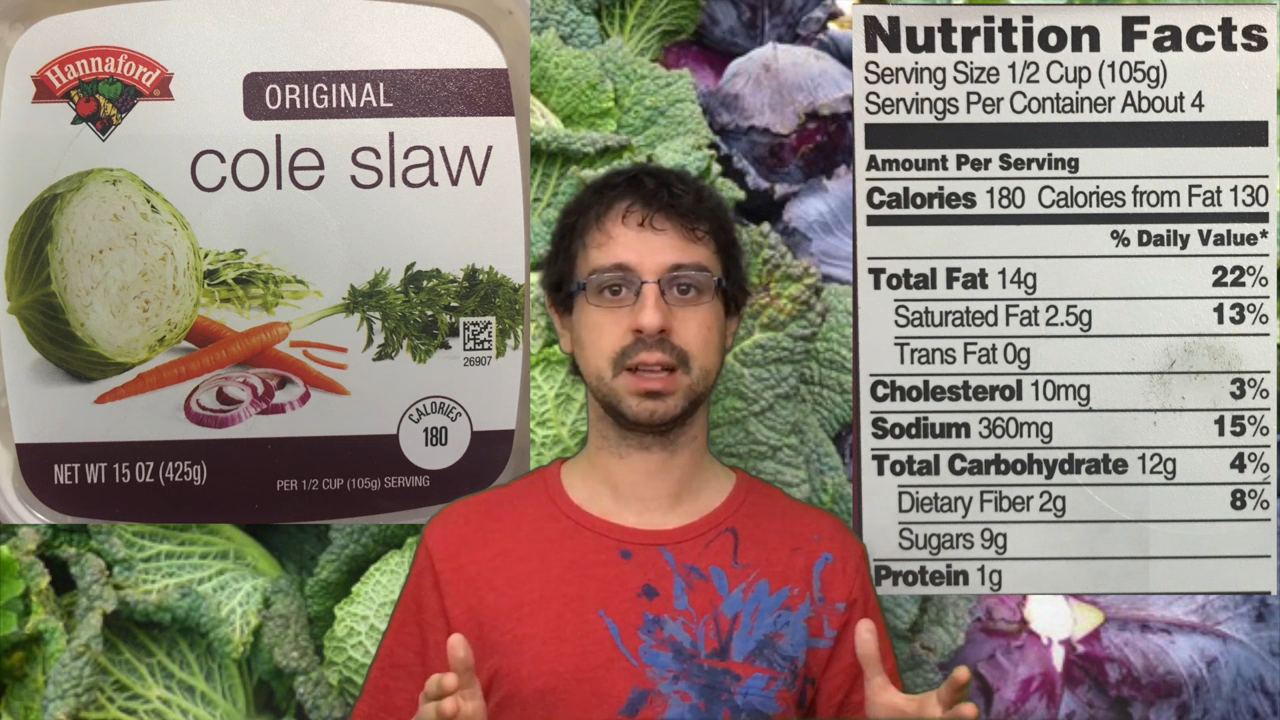 Hannaford
ORIGINAL
cole slaw
26907
CALORIES
180
NET WT 15 OZ (425g)
PER 1/2 CUP (105g) SERVING
Nutrition Facts
Serving Size 1/2 Cup (105g)
Servings Per Container About 4
Amount Per Serving
Calories 180 Calories from Fat 130
% Daily Value*
Total Fat 14g 22%
Saturated Fat 2.5g 13%
Trans Fat 0g
Cholesterol 10mg 3%
Sodium 360mg 15%
Total Carbohydrate 12g 4%
Dietary Fiber 2g 8%
Sugars 9g
Protein 1g